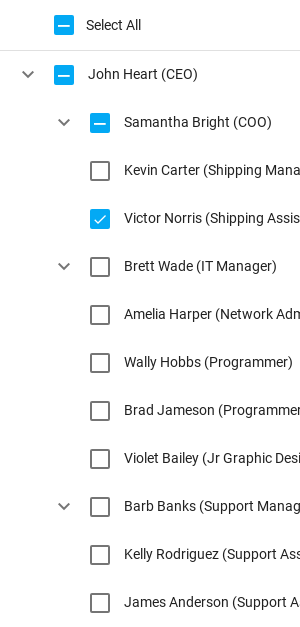 Select All
John Heart (CEO)
Samantha Bright (COO)
Kevin Carter (Shipping Mana
Victor Norris (Shipping Assis
Brett Wade (IT Manager)
Amelia Harper (Network Adm
Wally Hobbs (Programmer)
Brad Jameson (Programmer
Violet Bailey (Jr Graphic Desi
Barb Banks (Support Manag
Kelly Rodriguez (Support Ass
James Anderson (Support A